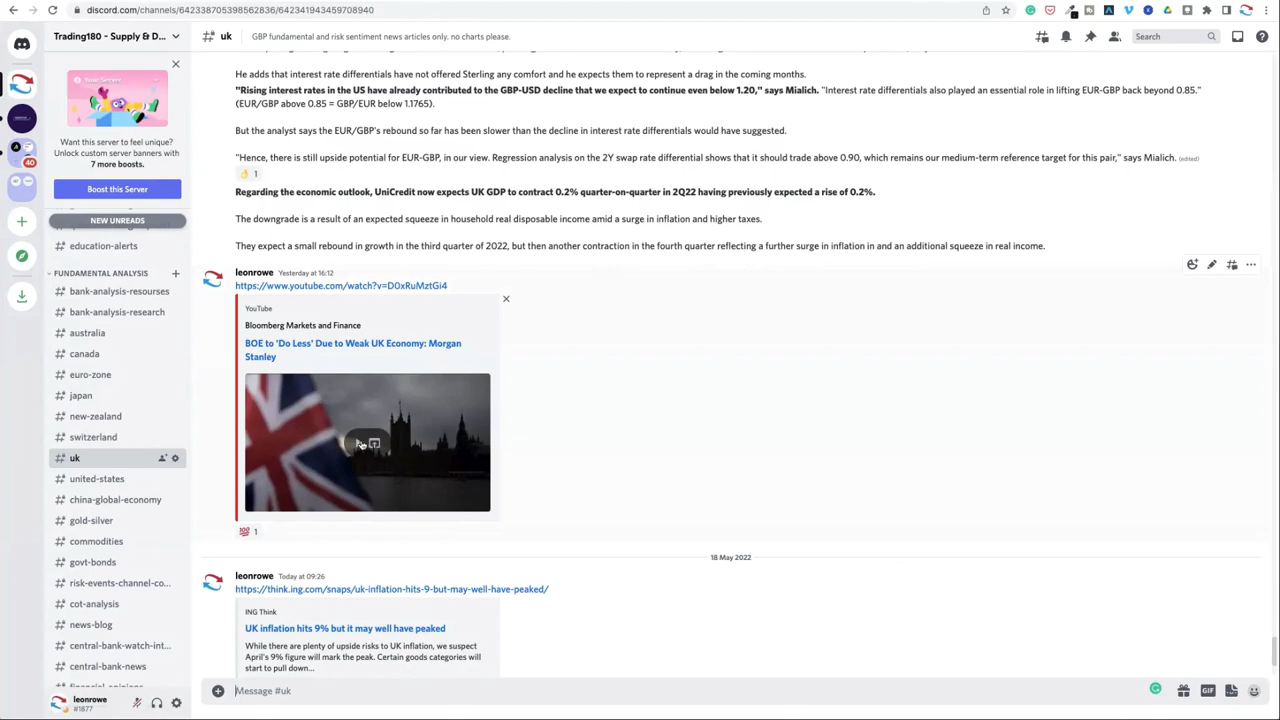 discord.com/channels/642338705398562836/642341943459708940
Trading180 - Supply & D...
uk
GBP fundamental and risk sentiment news articles only. no charts please.
Search
Want this server to feel unique?
Unlock custom server banners with
7 more boosts.
Boost this Server
NEW UNREADS
education-alerts
FUNDAMENTAL ANALYSIS
bank-analysis-resourses
bank-analysis-research
australia
canada
euro-zone
japan
new-zealand
switzerland
uk
united-states
china-global-economy
gold-silver
commodities
govt-bonds
risk-events-channel-co...
cot-analysis
news-blog
central-bank-watch-int...
central-bank-news
40
leonrowe
#1877
He adds that interest rate differentials have not offered Sterling any comfort and he expects them to represent a drag in the coming months.
"Rising interest rates in the US have already contributed to the GBP-USD decline that we expect to continue even below 1.20," says Mialich. "Interest rate differentials also played an essential role in lifting EUR-GBP back beyond 0.85."
(EUR/GBP above 0.85 = GBP/EUR below 1.1765).
But the analyst says the EUR/GBP's rebound so far has been slower than the decline in interest rate differentials would have suggested.
"Hence, there is still upside potential for EUR-GBP, in our view. Regression analysis on the 2Y swap rate differential shows that it should trade above 0.90, which remains our medium-term reference target for this pair," says Mialich. (edited)
1
Regarding the economic outlook, UniCredit now expects UK GDP to contract 0.2% quarter-on-quarter in 2Q22 having previously expected a rise of 0.2%.
The downgrade is a result of an expected squeeze in household real disposable income amid a surge in inflation and higher taxes.
They expect a small rebound in growth in the third quarter of 2022, but then another contraction in the fourth quarter reflecting a further surge in inflation in and an additional squeeze in real income.
leonrowe Yesterday at 16:12
https://www.youtube.com/watch?v=D0xRuMztGi4
YouTube
Bloomberg Markets and Finance
BOE to 'Do Less' Due to Weak UK Economy: Morgan
Stanley
1
18 May 2022
leonrowe Today at 09:26
https://think.ing.com/snaps/uk-inflation-hits-9-but-may-well-have-peaked/
ING Think
UK inflation hits 9% but it may well have peaked
While there are plenty of upside risks to UK inflation, we suspect
April's 9% figure will mark the peak. Certain goods categories will
start to pull down...
Message #uk
GIF